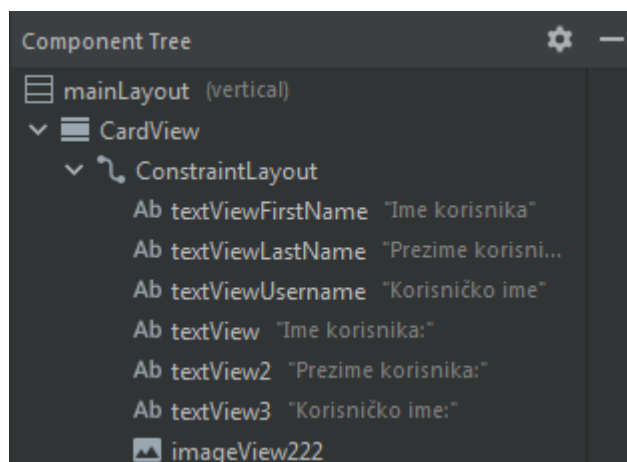 Component Tree
mainLayout (vertical)
CardView
ConstraintLayout
Ab textViewFirstName "Ime korisnika"
Ab textViewLastName "Prezime korisni...
Ab textViewUsername "Korisničko ime"
Ab textView "Ime korisnika:"
Ab textView2 "Prezime korisnika:"
Ab textView3 "Korisničko ime:"
imageView222